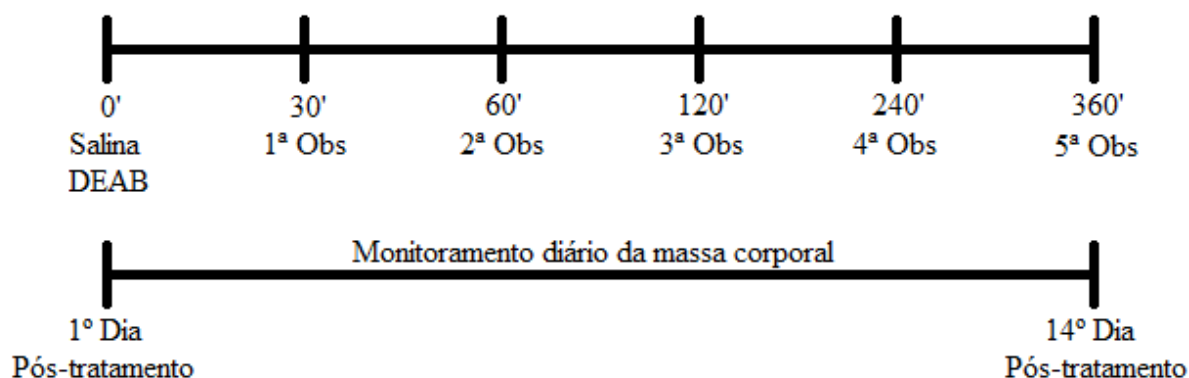 0' 30' 60' 120' 240' 360'
Salina 1ª Obs 2ª Obs 3ª Obs 4ª Obs 5ª Obs
DEAB
Monitoramento diário da massa corporal
1º Dia 14º Dia
Pós-tratamento Pós-tratamento